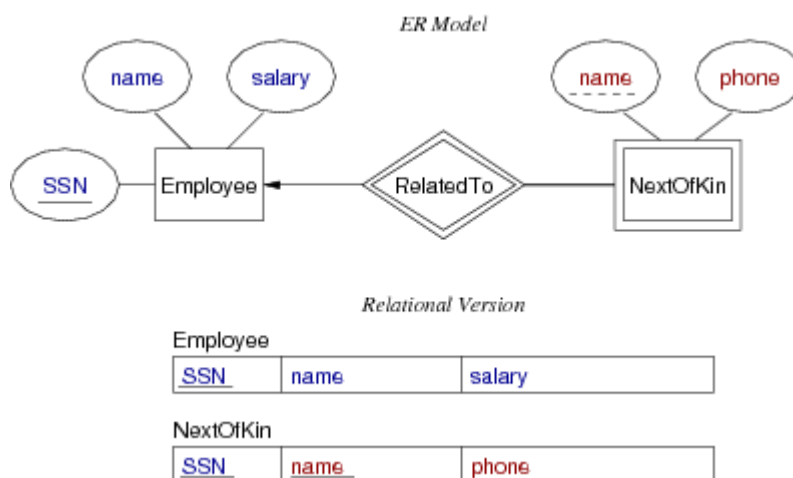 ER Model
name salary name phone
SSN Employee RelatedTo NextOfKin
Relational Version
Employee
SSN name salary
NextOfKin
SSN name phone